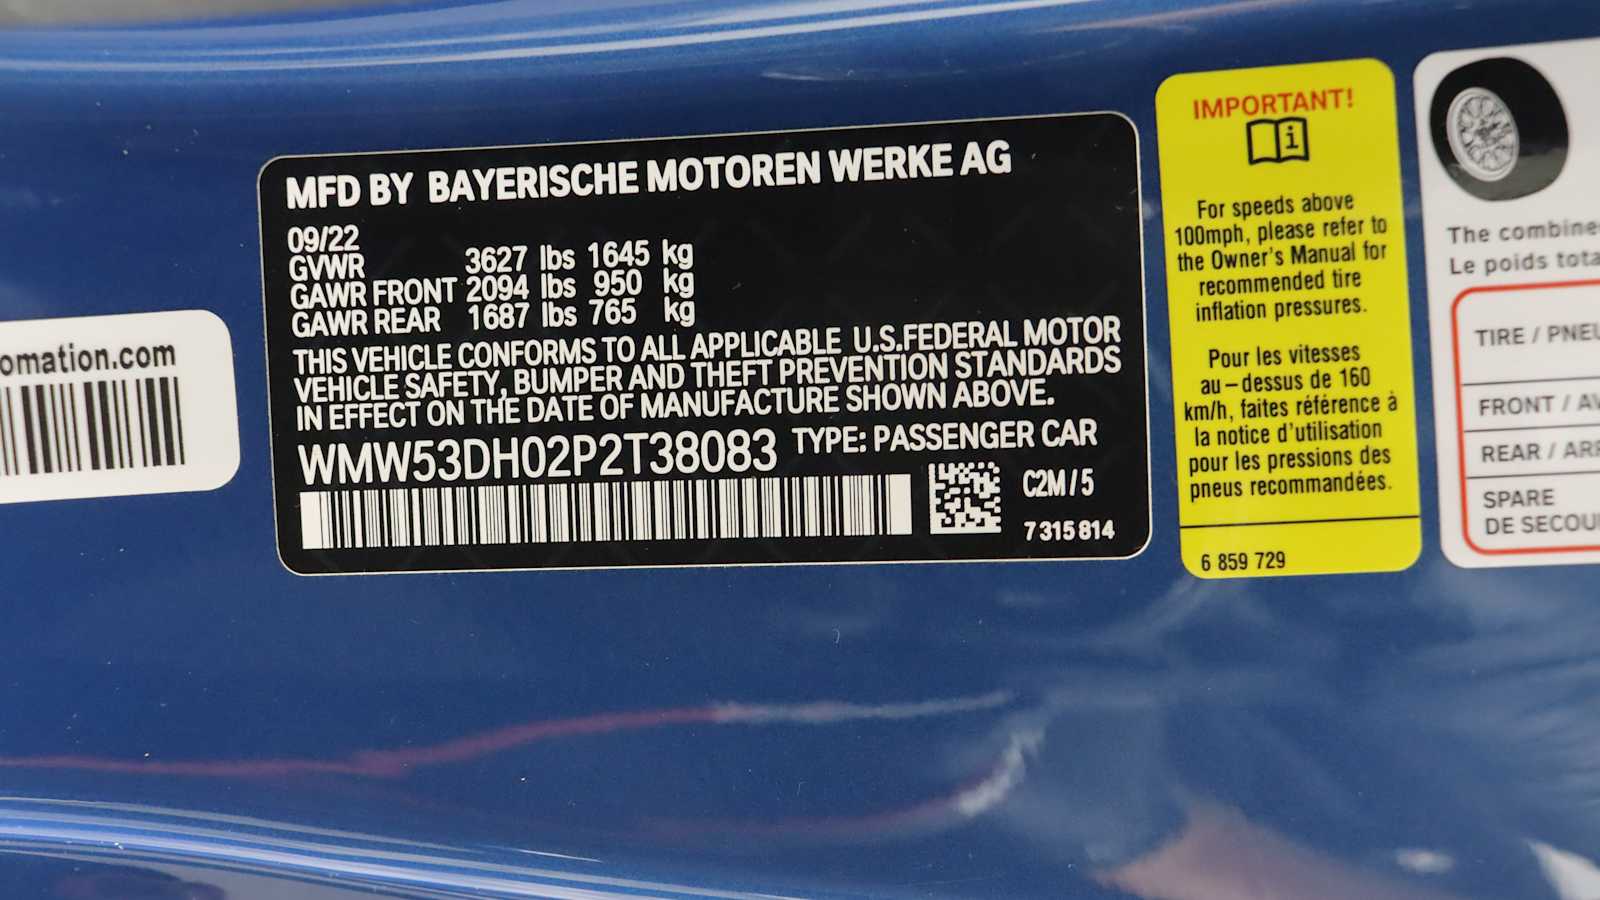 omation.com
MFD BY BAYERISCHE MOTOREN WERKE AG
09/22
GVWR 3627 lbs 1645 kg
GAWR FRONT 2094 lbs 950 kg
GAWR REAR 1687 lbs 765 kg
THIS VEHICLE CONFORMS TO ALL APPLICABLE U.S.FEDERAL MOTOR
VEHICLE SAFETY, BUMPER AND THEFT PREVENTION STANDARDS
IN EFFECT ON THE DATE OF MANUFACTURE SHOWN ABOVE.
WMW53DH02P2T38083 TYPE: PASSENGER CAR
C2M/5
7 315 814
IMPORTANT!
i
For speeds above
100mph, please refer to
the Owner's Manual for
recommended tire
inflation pressures.
Pour les vitesses
au-dessus de 160
km/h, faites référence à
la notice d'utilisation
pour les pressions des
pneus recommandées.
6 859 729
The combine
Le poids tota
TIRE / PNEU
FRONT / AV
REAR / ARR
SPARE
DE SECOU